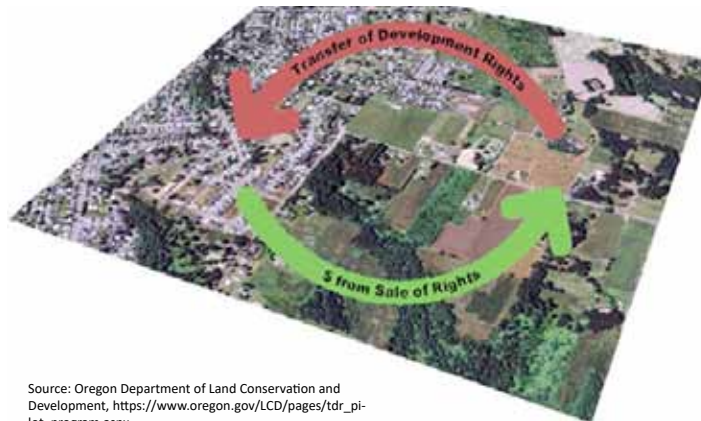 Transfer of Development Rights
$ from Sale of Rights
Source: Oregon Department of Land Conservation and
Development, https://www.oregon.gov/LCD/pages/tdr_pi-